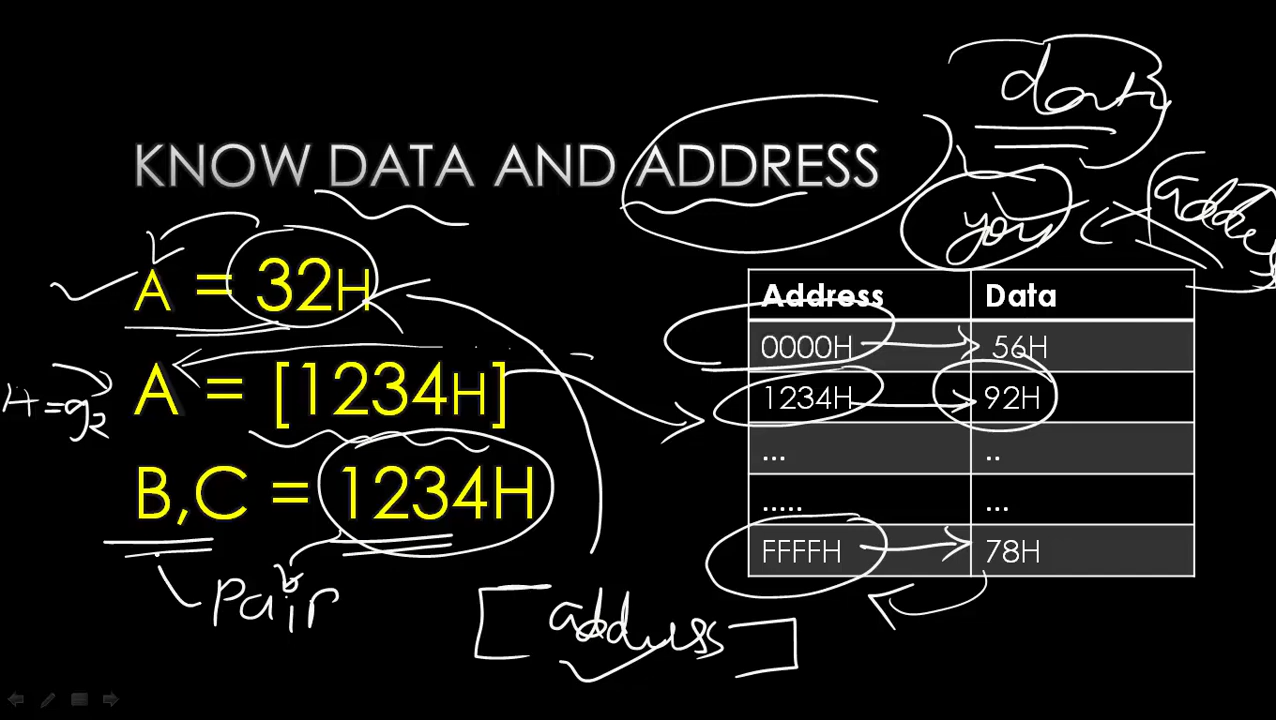 data
KNOW DATA AND ADDRESS
you
A = 32H
Address Data
0000H 56H
A = [1234H]
1234H 92H
... ..
B,C = 1234H
..... ...
FFFFH 78H
pair
[address]